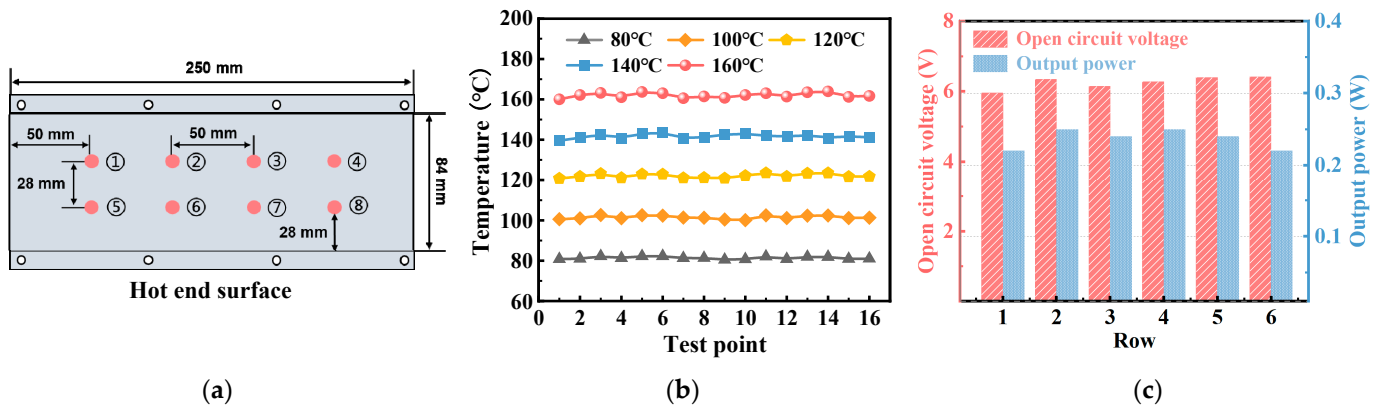 250 mm
50 mm
50 mm
① ② ③ ④
28 mm
84 mm
⑤ ⑥ ⑦ ⑧
28 mm
Hot end surface
(a)
200
180
160
140
120
100
80
60
Temperature (℃)
80℃ 100℃ 120℃
140℃ 160℃
0 2 4 6 8 10 12 14 16
Test point
(b)
8
6
4
2
Open circuit voltage (V)
Open circuit voltage
Output power
0.4
0.3
0.2
0.1
Output power (W)
1 2 3 4 5 6
Row
(c)